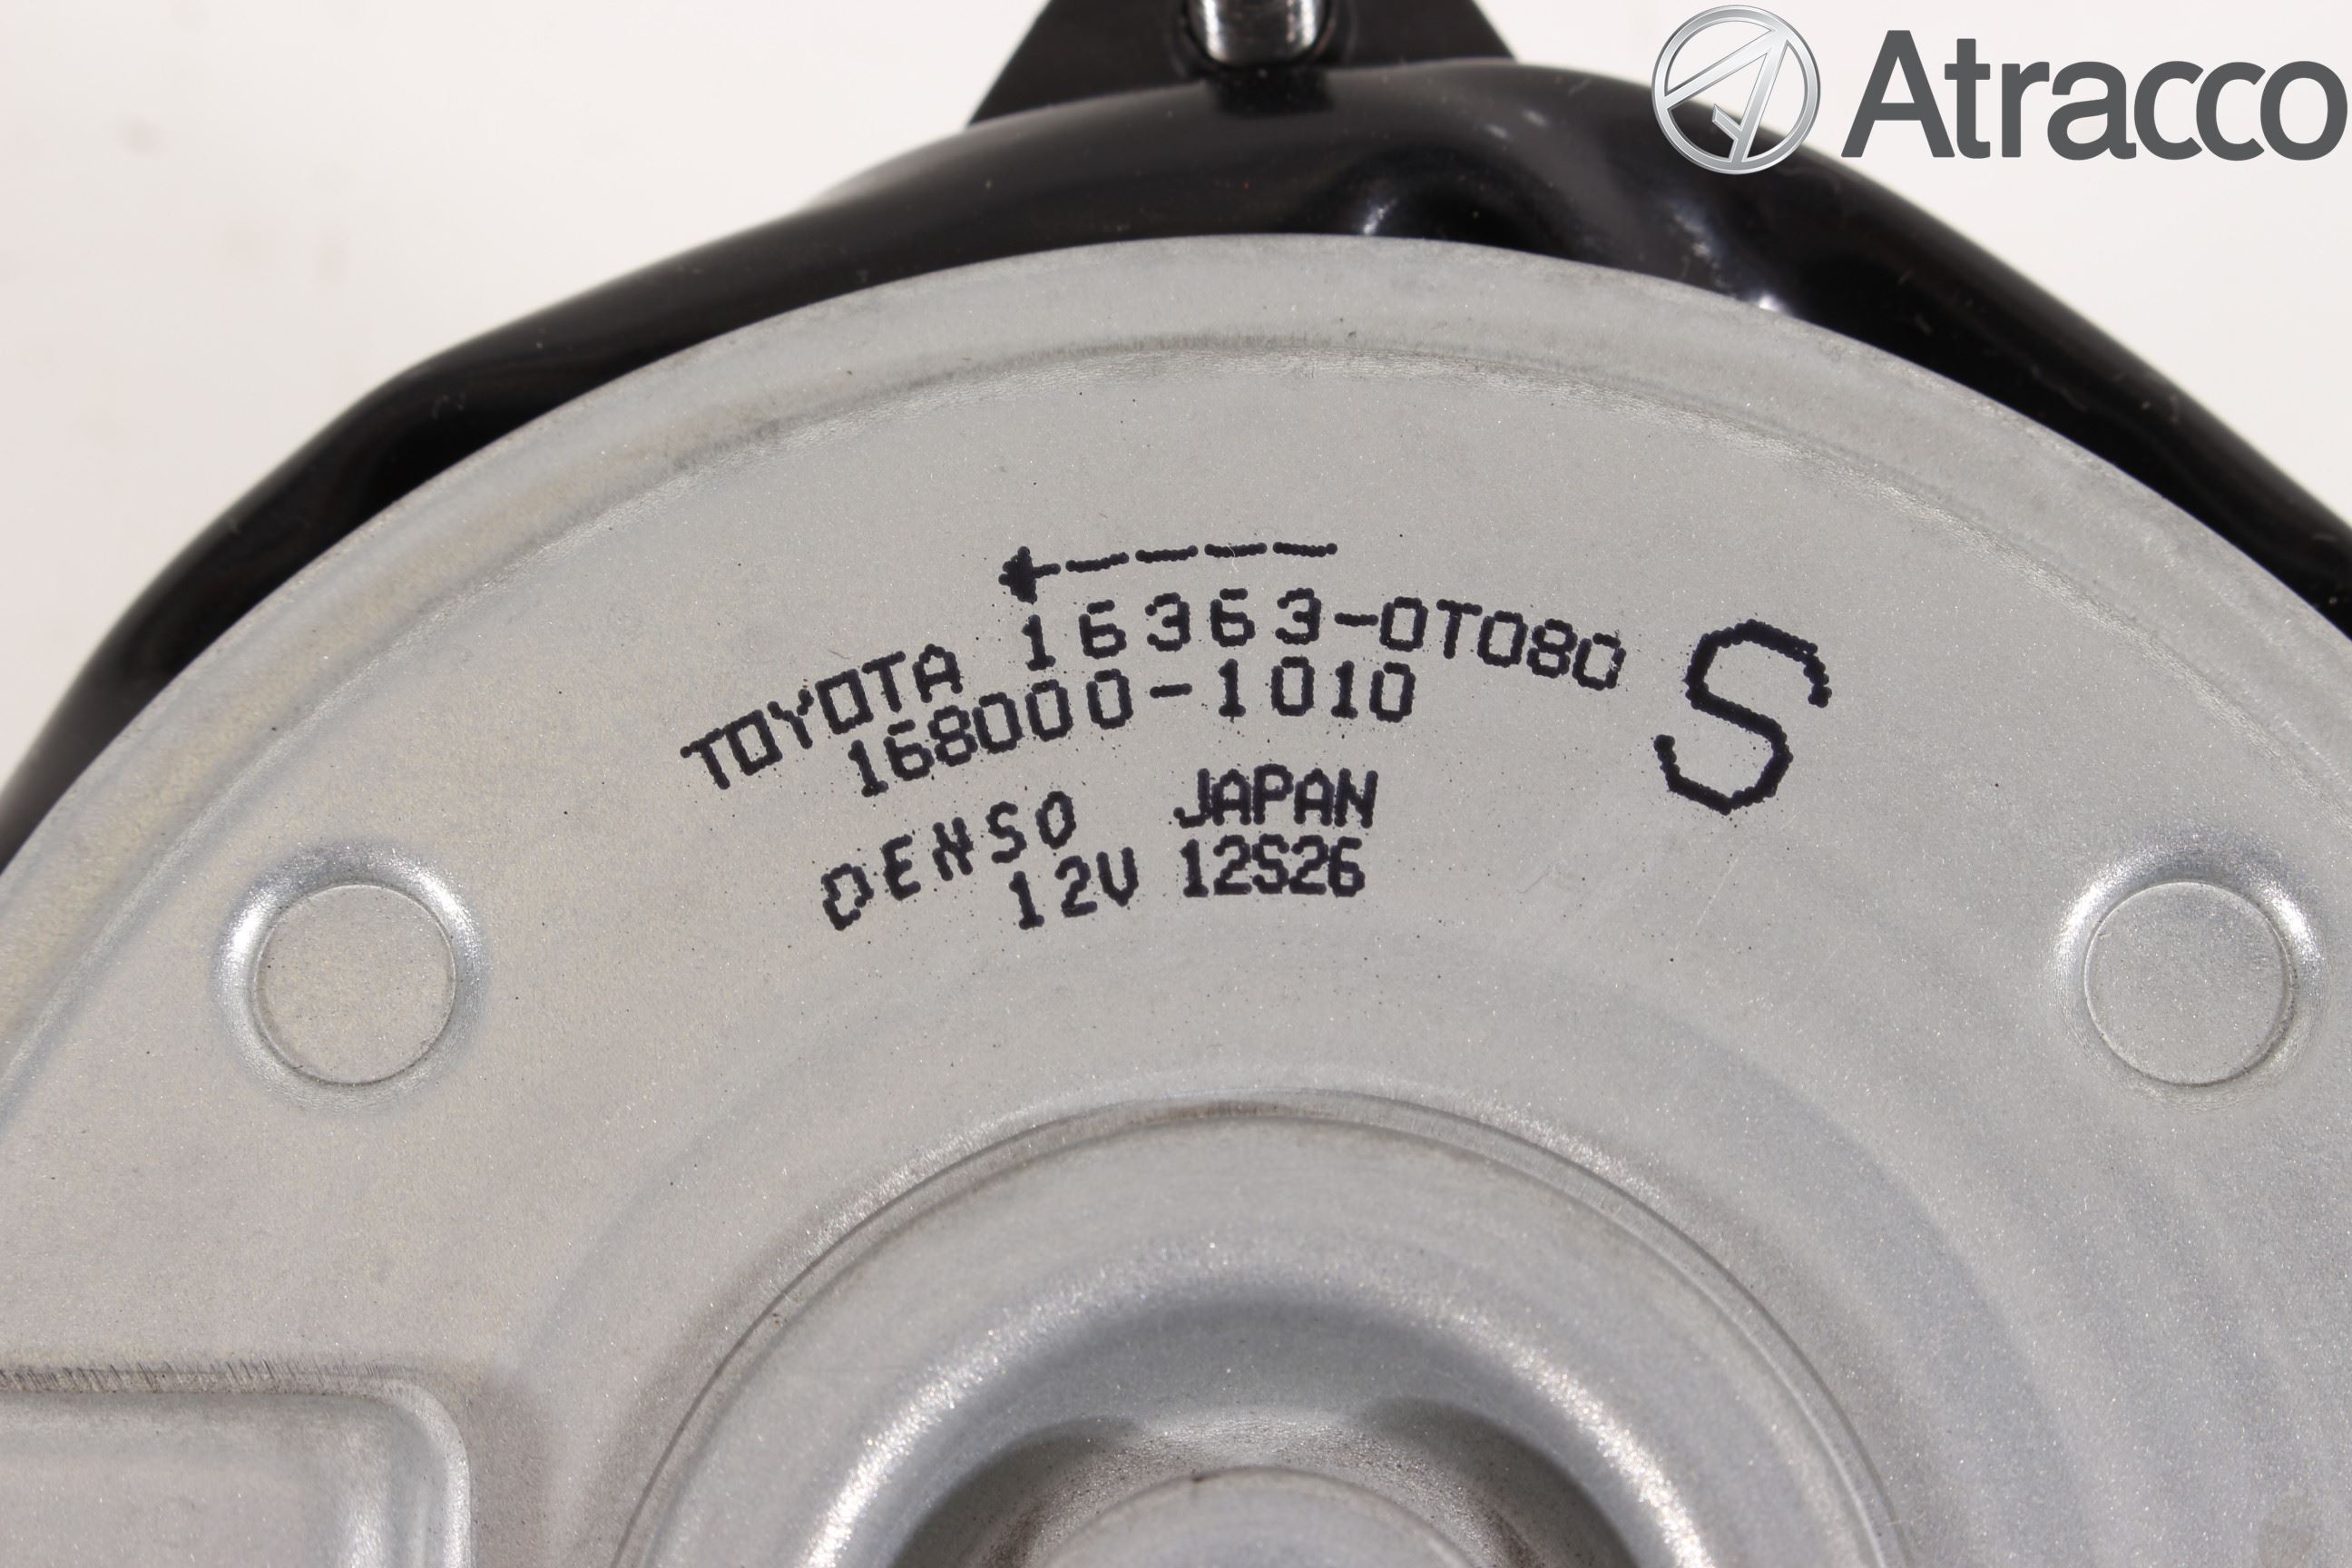 Atracco
TOYOTA 16363-0T080
168000-1010
S
DENSO JAPAN
12V 12S26